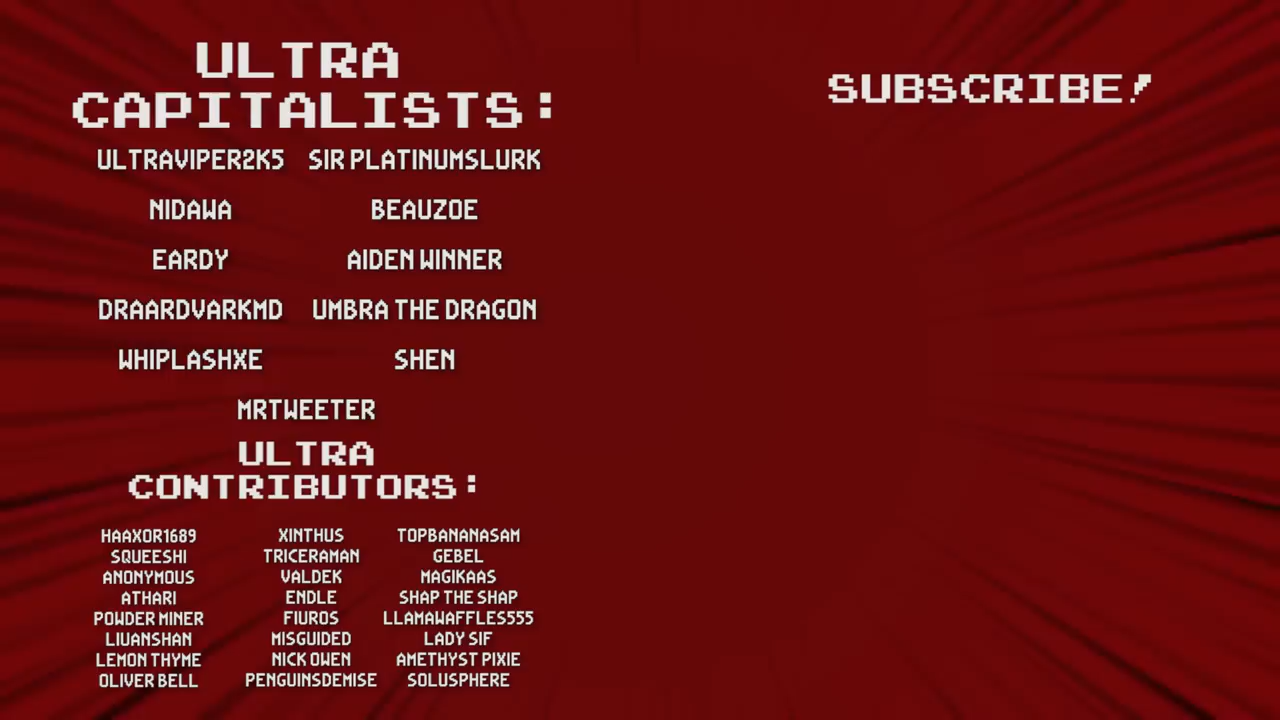 ULTRA
CAPITALISTS:
ULTRAVIPER2K5 SIR PLATINUMSLURK
NIDAWA BEAUZOE
EARDY AIDEN WINNER
DRAARDVARKMD UMBRA THE DRAGON
WHIPLASHXE SHEN
MRTWEETER
ULTRA
CONTRIBUTORS:
HAAXOR1689 XINTHUS TOPBANANASAM
SQUEESHI TRICERAMAN GEBEL
ANONYMOUS VALDEK MAGIKAAS
ATHARI ENDLE SHAP THE SHAP
POWDER MINER FIUROS LLAMAWAFFLES555
LIUANSHAN MISGUIDED LADY SIF
LEMON THYME NICK OWEN AMETHYST PIXIE
OLIVER BELL PENGUINSDEMISE SOLUSPHERE
SUBSCRIBE!